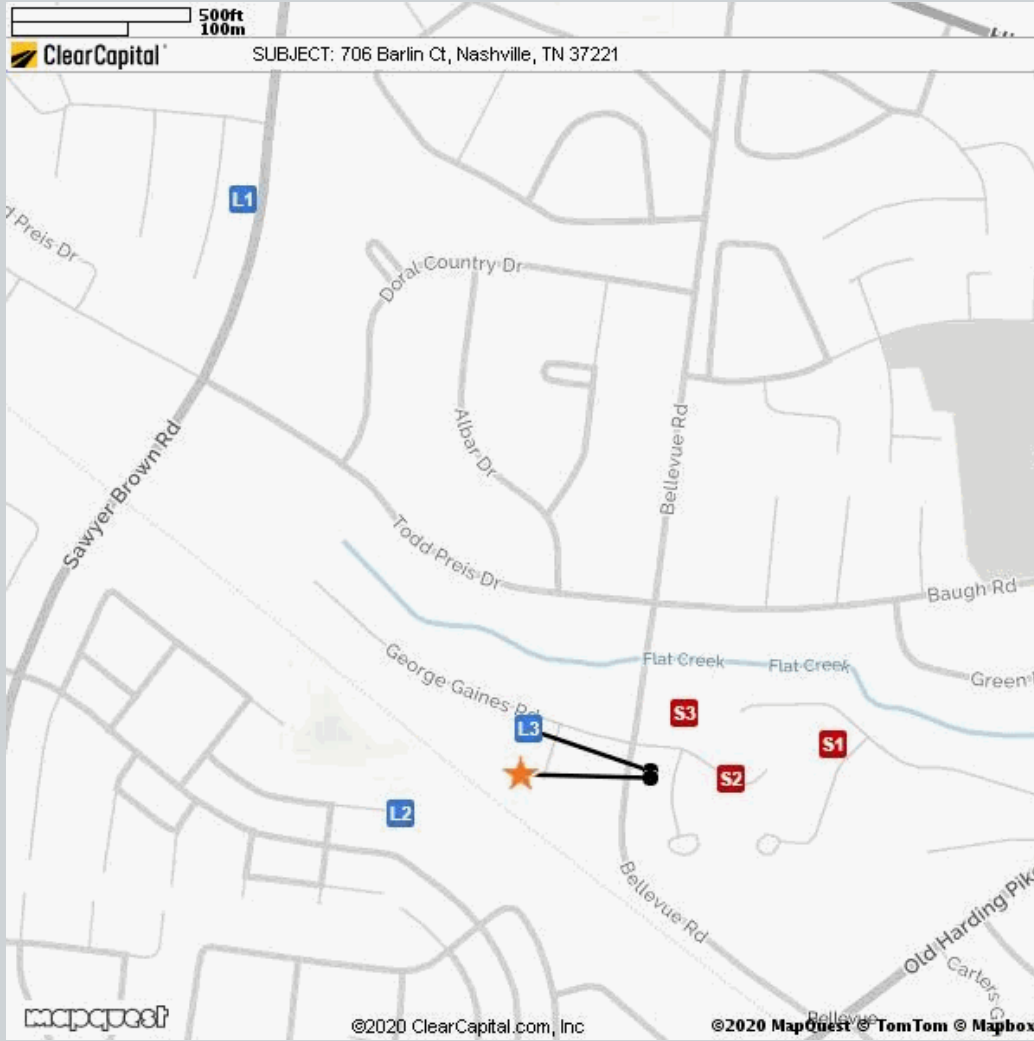 500ft
100m
ClearCapital SUBJECT: 706 Barlin Ct, Nashville, TN 37221
L1
d Preis Dr
Doral Country Dr
Albar Dr
Bellevue Rd
Sawyer Brown Rd
Todd Preis Dr
Baugh Rd
Flat Creek Flat Creek
George Gaines Rd
Green
S3
L3
S1
S2
L2
Bellevue Rd
Old Harding Pike
Carters G
Bellevue
mapquest ©2020 ClearCapital.com, Inc ©2020 MapQuest © TomTom © Mapbox